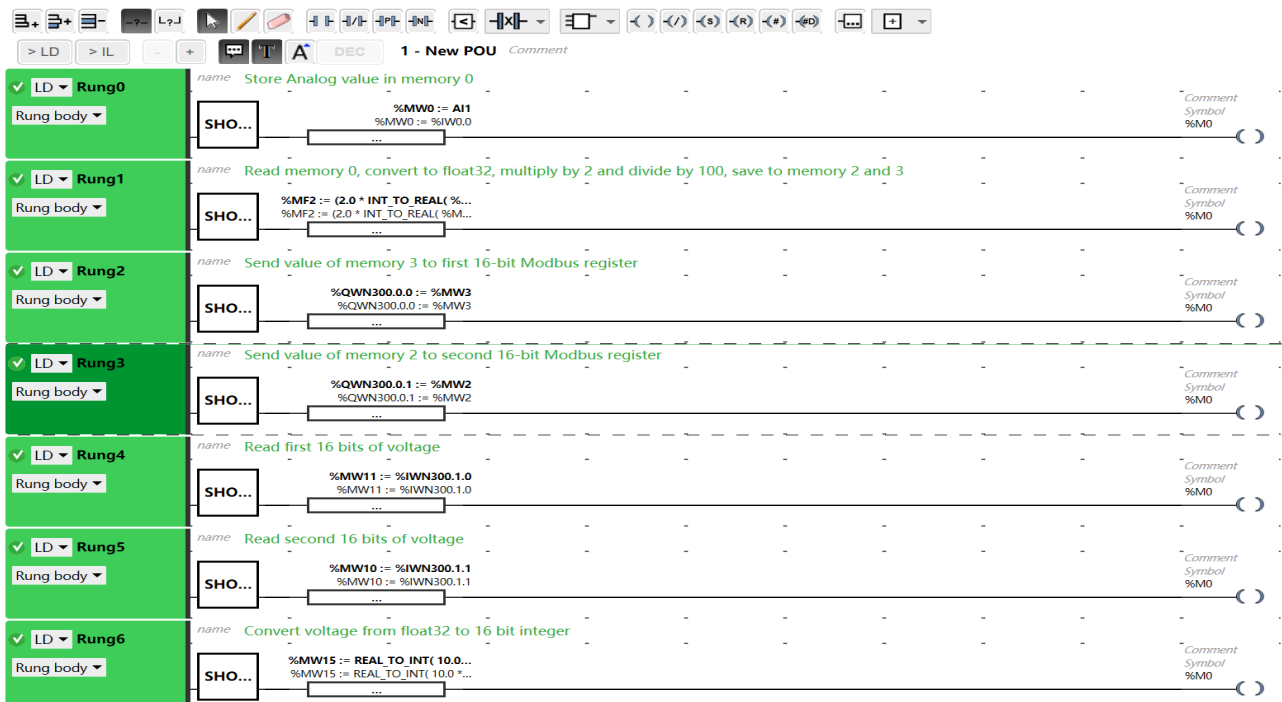 -?- L?J ⊣P⊢ ⊣N⊢ < ⊣X⊢ ( ) (/) (S) (R) (#) (#D) ... +
> LD > IL - + T A DEC 1 - New POU Comment
LD Rung0
Rung body
name Store Analog value in memory 0
SHO...
%MW0 := AI1
%MW0 := %IW0.0
...
Comment
Symbol
%M0
LD Rung1
Rung body
name Read memory 0, convert to float32, multiply by 2 and divide by 100, save to memory 2 and 3
SHO...
%MF2 := (2.0 * INT_TO_REAL( %...
%MF2 := (2.0 * INT_TO_REAL( %M...
...
Comment
Symbol
%M0
LD Rung2
Rung body
name Send value of memory 3 to first 16-bit Modbus register
SHO...
%QWN300.0.0 := %MW3
%QWN300.0.0 := %MW3
...
Comment
Symbol
%M0
LD Rung3
Rung body
name Send value of memory 2 to second 16-bit Modbus register
SHO...
%QWN300.0.1 := %MW2
%QWN300.0.1 := %MW2
...
Comment
Symbol
%M0
LD Rung4
Rung body
name Read first 16 bits of voltage
SHO...
%MW11 := %IWN300.1.0
%MW11 := %IWN300.1.0
...
Comment
Symbol
%M0
LD Rung5
Rung body
name Read second 16 bits of voltage
SHO...
%MW10 := %IWN300.1.1
%MW10 := %IWN300.1.1
...
Comment
Symbol
%M0
LD Rung6
Rung body
name Convert voltage from float32 to 16 bit integer
SHO...
%MW15 := REAL_TO_INT( 10.0...
%MW15 := REAL_TO_INT( 10.0 *...
...
Comment
Symbol
%M0